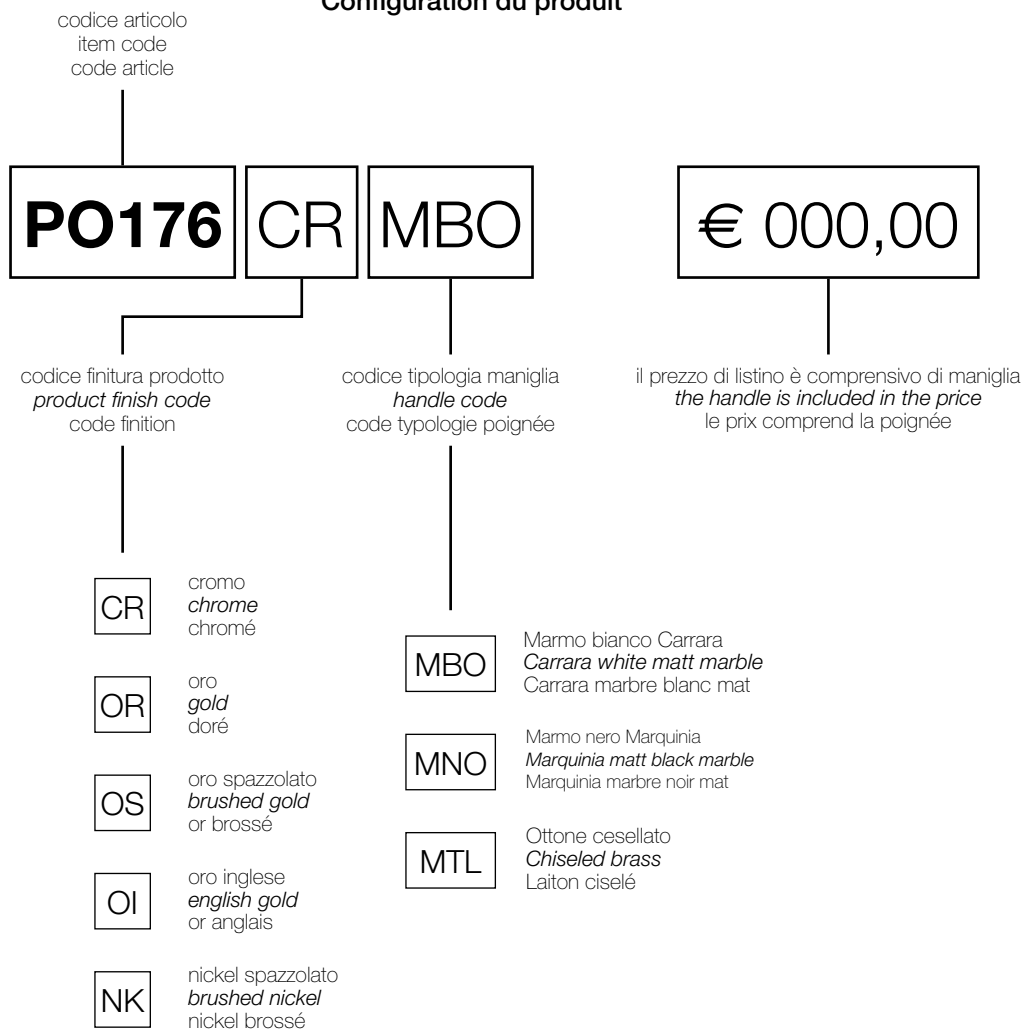 Configuration du produit
codice articolo
item code
code article
PO176 CR MBO € 000,00
codice finitura prodotto
product finish code
code finition
codice tipologia maniglia
handle code
code typologie poignée
il prezzo di listino è comprensivo di maniglia
the handle is included in the price
le prix comprend la poignée
CR
cromo
chrome
chromé
OR
oro
gold
doré
OS
oro spazzolato
brushed gold
or brossé
OI
oro inglese
english gold
or anglais
NK
nickel spazzolato
brushed nickel
nickel brossé
MBO
Marmo bianco Carrara
Carrara white matt marble
Carrara marbre blanc mat
MNO
Marmo nero Marquinia
Marquinia matt black marble
Marquinia marbre noir mat
MTL
Ottone cesellato
Chiseled brass
Laiton ciselé